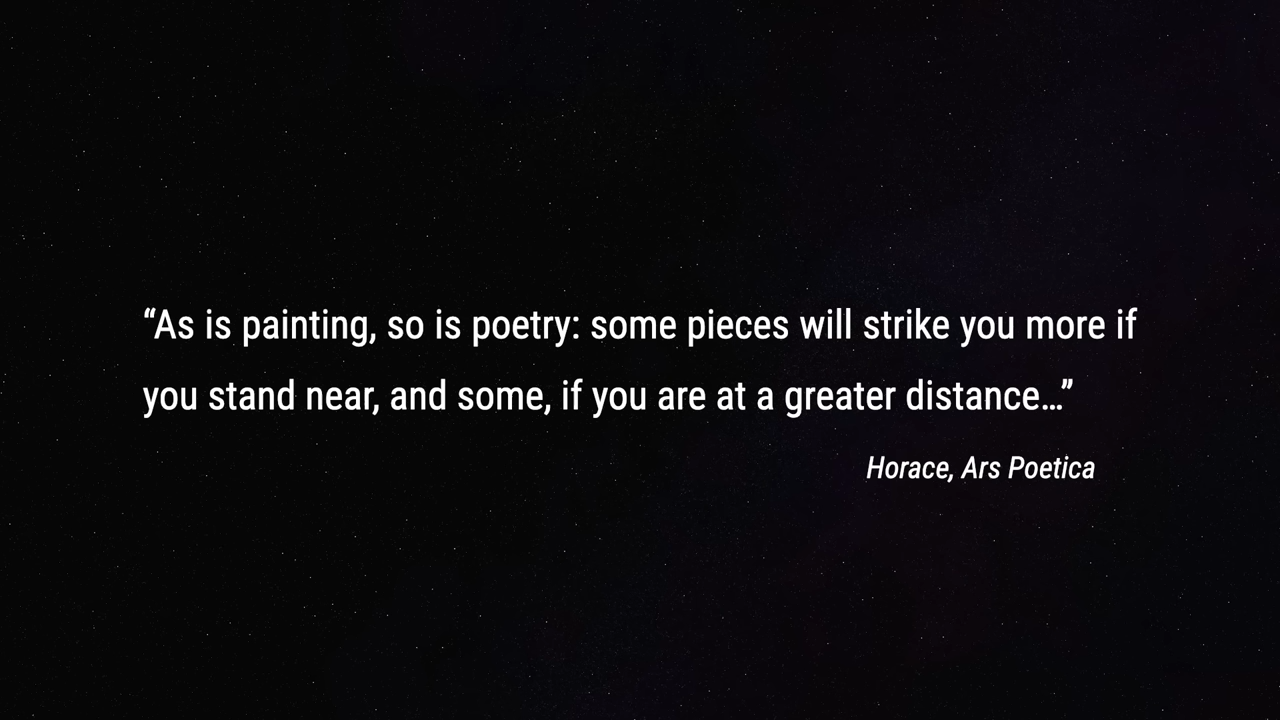 “As is painting, so is poetry: some pieces will strike you more if
you stand near, and some, if you are at a greater distance…”
Horace, Ars Poetica